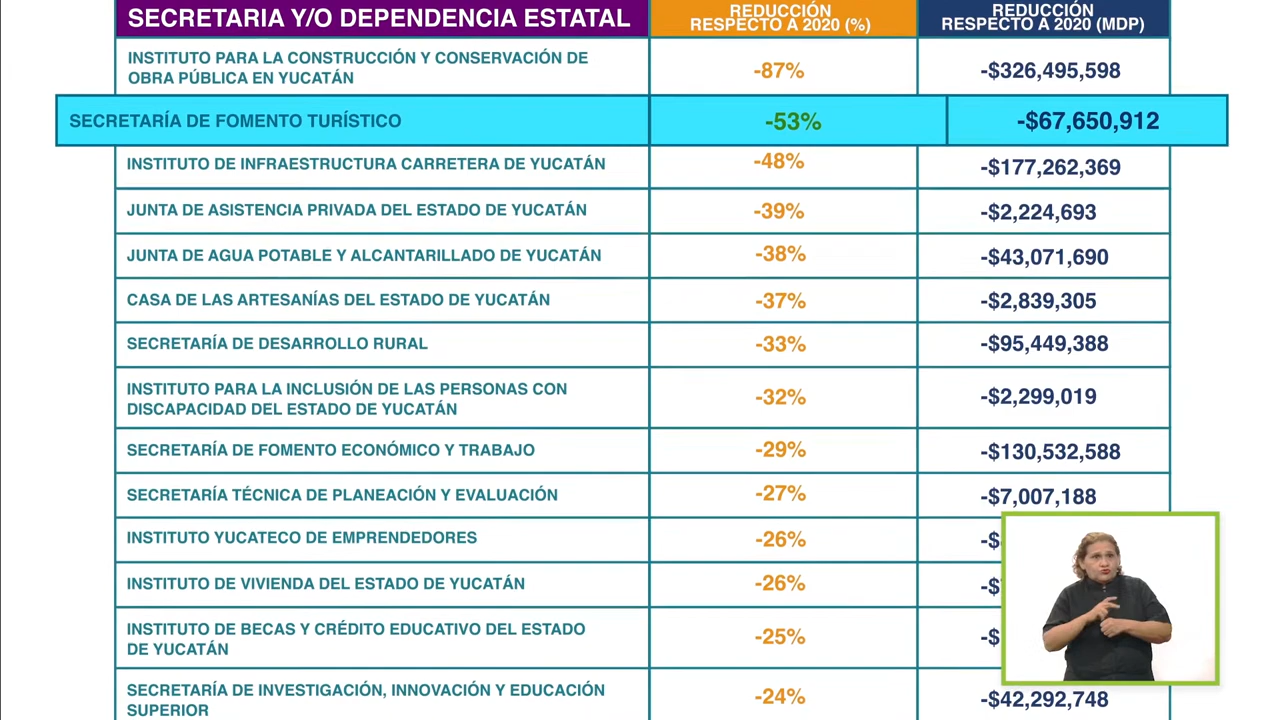 SECRETARIA Y/O DEPENDENCIA ESTATAL
REDUCCIÓN
RESPECTO A 2020 (%)
REDUCCIÓN
RESPECTO A 2020 (MDP)
INSTITUTO PARA LA CONSTRUCCIÓN Y CONSERVACIÓN DE
OBRA PÚBLICA EN YUCATÁN
-87%
-$326,495,598
SECRETARÍA DE FOMENTO TURÍSTICO
-53%
-$67,650,912
INSTITUTO DE INFRAESTRUCTURA CARRETERA DE YUCATÁN
-48%
-$177,262,369
JUNTA DE ASISTENCIA PRIVADA DEL ESTADO DE YUCATÁN
-39%
-$2,224,693
JUNTA DE AGUA POTABLE Y ALCANTARILLADO DE YUCATÁN
-38%
-$43,071,690
CASA DE LAS ARTESANÍAS DEL ESTADO DE YUCATÁN
-37%
-$2,839,305
SECRETARÍA DE DESARROLLO RURAL
-33%
-$95,449,388
INSTITUTO PARA LA INCLUSIÓN DE LAS PERSONAS CON
DISCAPACIDAD DEL ESTADO DE YUCATÁN
-32%
-$2,299,019
SECRETARÍA DE FOMENTO ECONÓMICO Y TRABAJO
-29%
-$130,532,588
SECRETARÍA TÉCNICA DE PLANEACIÓN Y EVALUACIÓN
-27%
-$7,007,188
INSTITUTO YUCATECO DE EMPRENDEDORES
-26%
-$
INSTITUTO DE VIVIENDA DEL ESTADO DE YUCATÁN
-26%
-$
INSTITUTO DE BECAS Y CRÉDITO EDUCATIVO DEL ESTADO
DE YUCATÁN
-25%
-$
SECRETARÍA DE INVESTIGACIÓN, INNOVACIÓN Y EDUCACIÓN
SUPERIOR
-24%
-$42,292,748